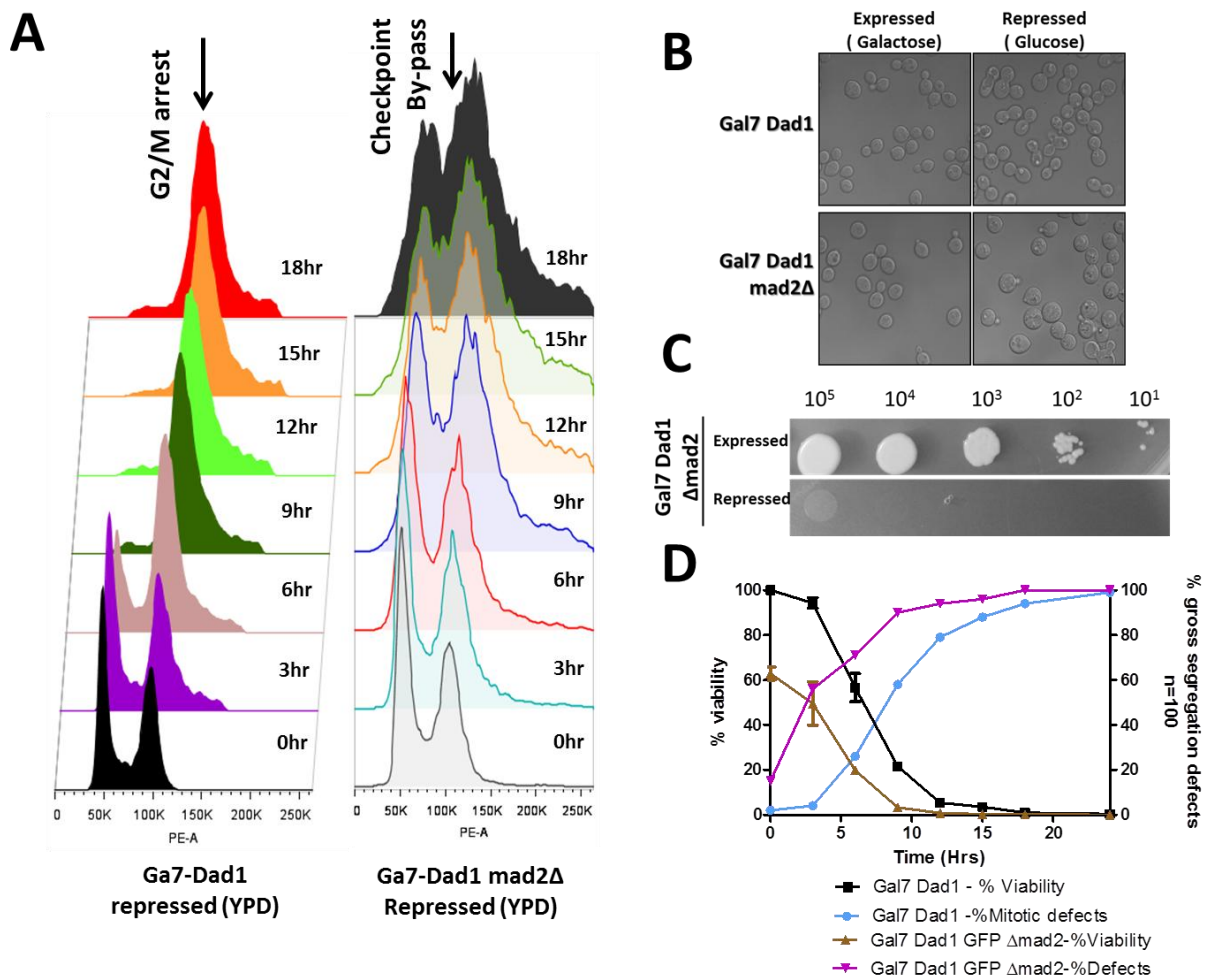 A
G2/M arrest
Checkpoint
By-pass
18hr
15hr
12hr
9hr
6hr
3hr
0hr
0 50K 100K 150K 200K 250K
PE-A
Ga7-Dad1
repressed (YPD)
18hr
15hr
12hr
9hr
6hr
3hr
0hr
0 50K 100K 150K 200K 250K
PE-A
Ga7-Dad1 mad2Δ
Repressed (YPD)
B
Expressed
( Galactose)
Repressed
( Glucose)
Gal7 Dad1
Gal7 Dad1
mad2Δ
C
10⁵ 10⁴ 10³ 10² 10¹
Gal7 Dad1
Δmad2
Expressed
Repressed
D
% viability
100
80
60
40
20
0
0 5 10 15 20
Time (Hrs)
100
80
60
40
20
0
% gross segregation defects
n=100
Gal7 Dad1 - % Viability
Gal7 Dad1 -%Mitotic defects
Gal7 Dad1 GFP Δmad2-%Viability
Gal7 Dad1 GFP Δmad2-%Defects